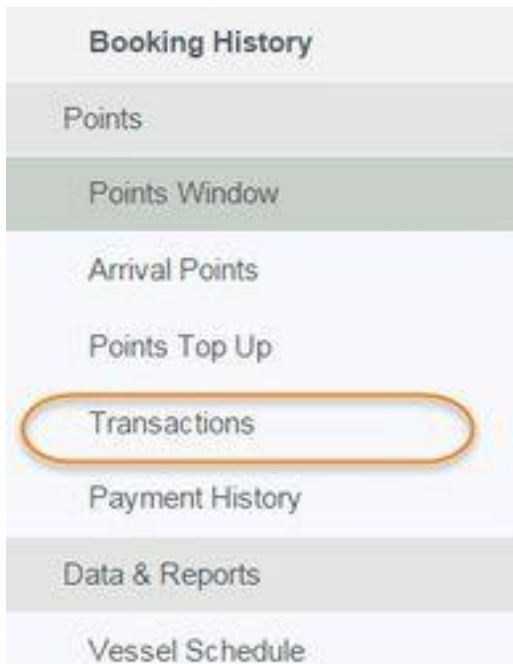 Booking History
Points
Points Window
Arrival Points
Points Top Up
Transactions
Payment History
Data & Reports
Vessel Schedule